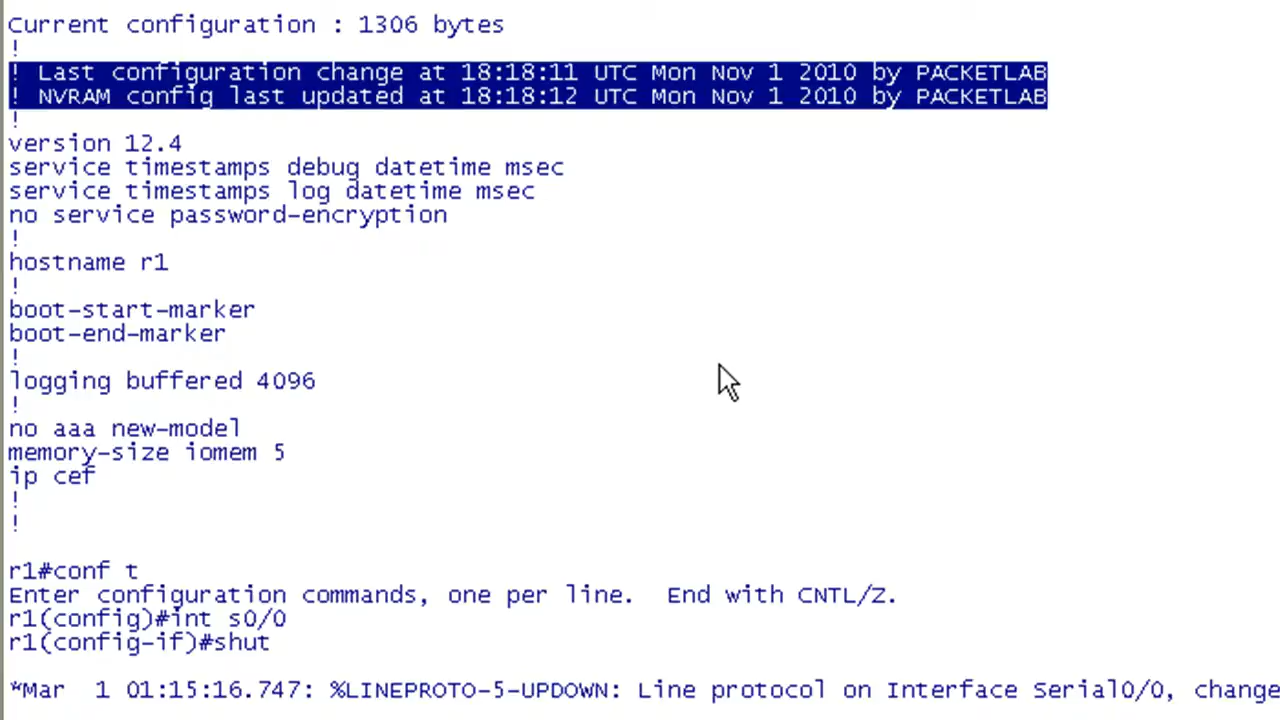 Current configuration : 1306 bytes
!
! Last configuration change at 18:18:11 UTC Mon Nov 1 2010 by PACKETLAB
! NVRAM config last updated at 18:18:12 UTC Mon Nov 1 2010 by PACKETLAB
!
version 12.4
service timestamps debug datetime msec
service timestamps log datetime msec
no service password-encryption
!
hostname r1
!
boot-start-marker
boot-end-marker
!
logging buffered 4096
!
no aaa new-model
memory-size iomem 5
ip cef
!
!
r1#conf t
Enter configuration commands, one per line.  End with CNTL/Z.
r1(config)#int s0/0
r1(config-if)#shut
*Mar  1 01:15:16.747: %LINEPROTO-5-UPDOWN: Line protocol on Interface Serial0/0, change